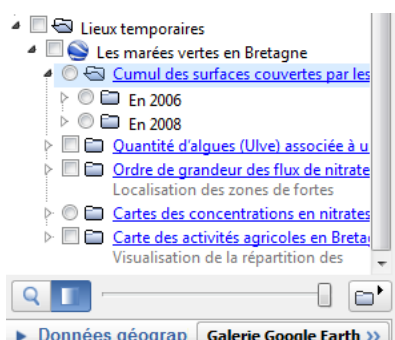 Lieux temporaires
Les marées vertes en Bretagne
Cumul des surfaces couvertes par les
En 2006
En 2008
Quantité d'algues (Ulve) associée à u
Ordre de grandeur des flux de nitrate
Localisation des zones de fortes
Cartes des concentrations en nitrates
Carte des activités agricoles en Breta
Visualisation de la répartition des
Données géograp Galerie Google Earth >>